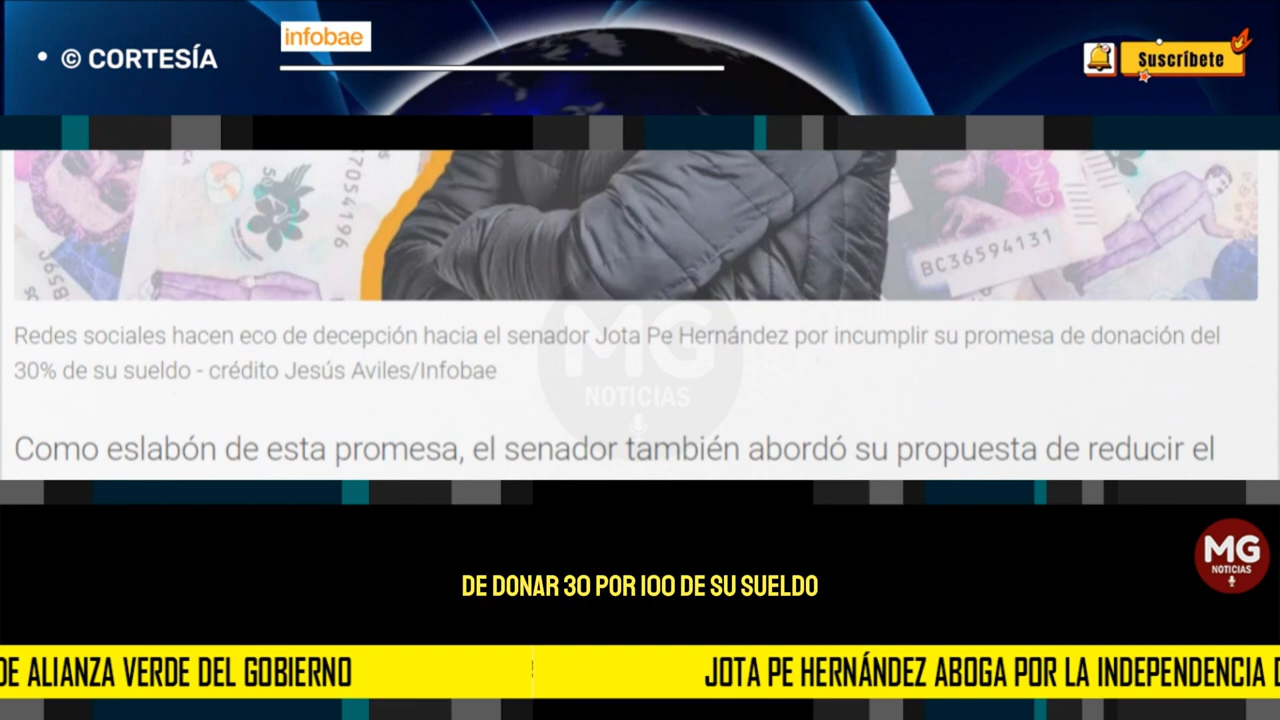 • © CORTESÍA
infobae
Suscríbete
70554196
CINC
BC36594131
Redes sociales hacen eco de decepción hacia el senador Jota Pe Hernández por incumplir su promesa de donación del
30% de su sueldo - crédito Jesús Aviles/Infobae
MG
NOTICIAS
Como eslabón de esta promesa, el senador también abordó su propuesta de reducir el
MG
NOTICIAS
DE DONAR 30 POR 100 DE SU SUELDO
DE ALIANZA VERDE DEL GOBIERNO
JOTA PE HERNÁNDEZ ABOGA POR LA INDEPENDENCIA